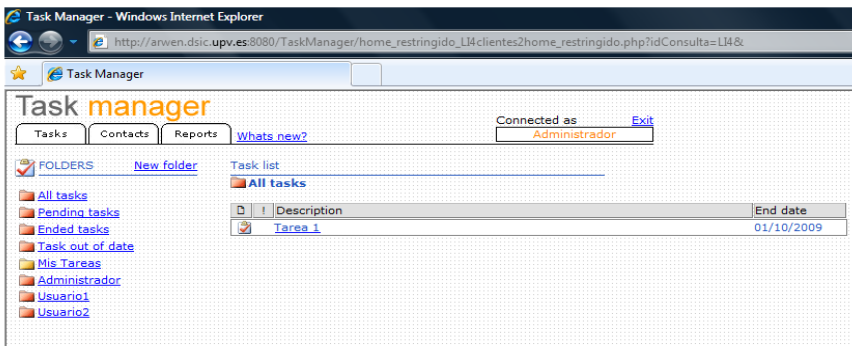 Task Manager - Windows Internet Explorer
http://arwen.dsic.upv.es:8080/TaskManager/home_restringido_LI4clientes2home_restringido.php?idConsulta=LI4&
Task Manager
Task manager
Connected as Exit
Tasks Contacts Reports Whats new? Administrador
FOLDERS New folder Task list
All tasks
All tasks
Pending tasks
Ended tasks
Task out of date
Mis Tareas
Administrador
Usuario1
Usuario2
! Description End date
Tarea 1 01/10/2009